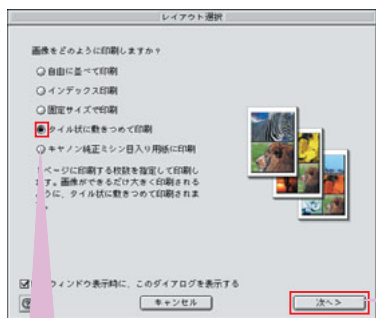 レイアウト選択
画像をどのように印刷しますか?
自由に並べて印刷
インデックス印刷
固定サイズで印刷
タイル状に敷きつめて印刷
キヤノン純正ミシン目入り用紙に印刷
ページに印刷する枚数を指定して印刷し
す。画像ができるだけ大きく印刷される
うに、タイル状に敷きつめて印刷されま
。
ィンドウ表示時に、このダイアログを表示する
キャンセル
次へ>